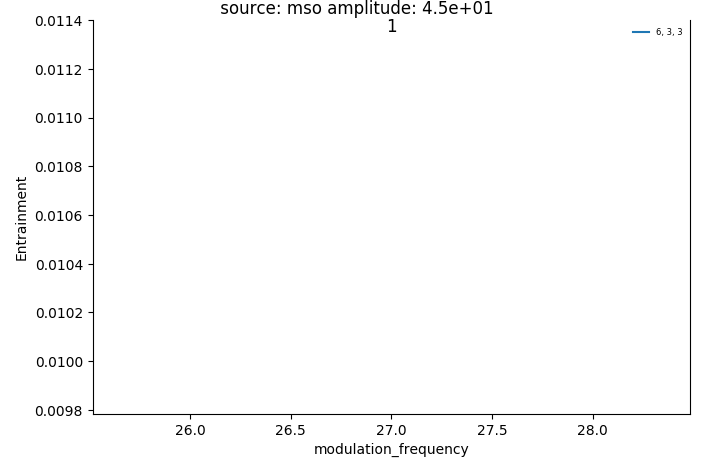 source: mso amplitude: 4.5e+01
1
6, 3, 3
0.0114
0.0112
0.0110
0.0108
0.0106
0.0104
0.0102
0.0100
0.0098
Entrainment
26.0 26.5 27.0 27.5 28.0
modulation_frequency